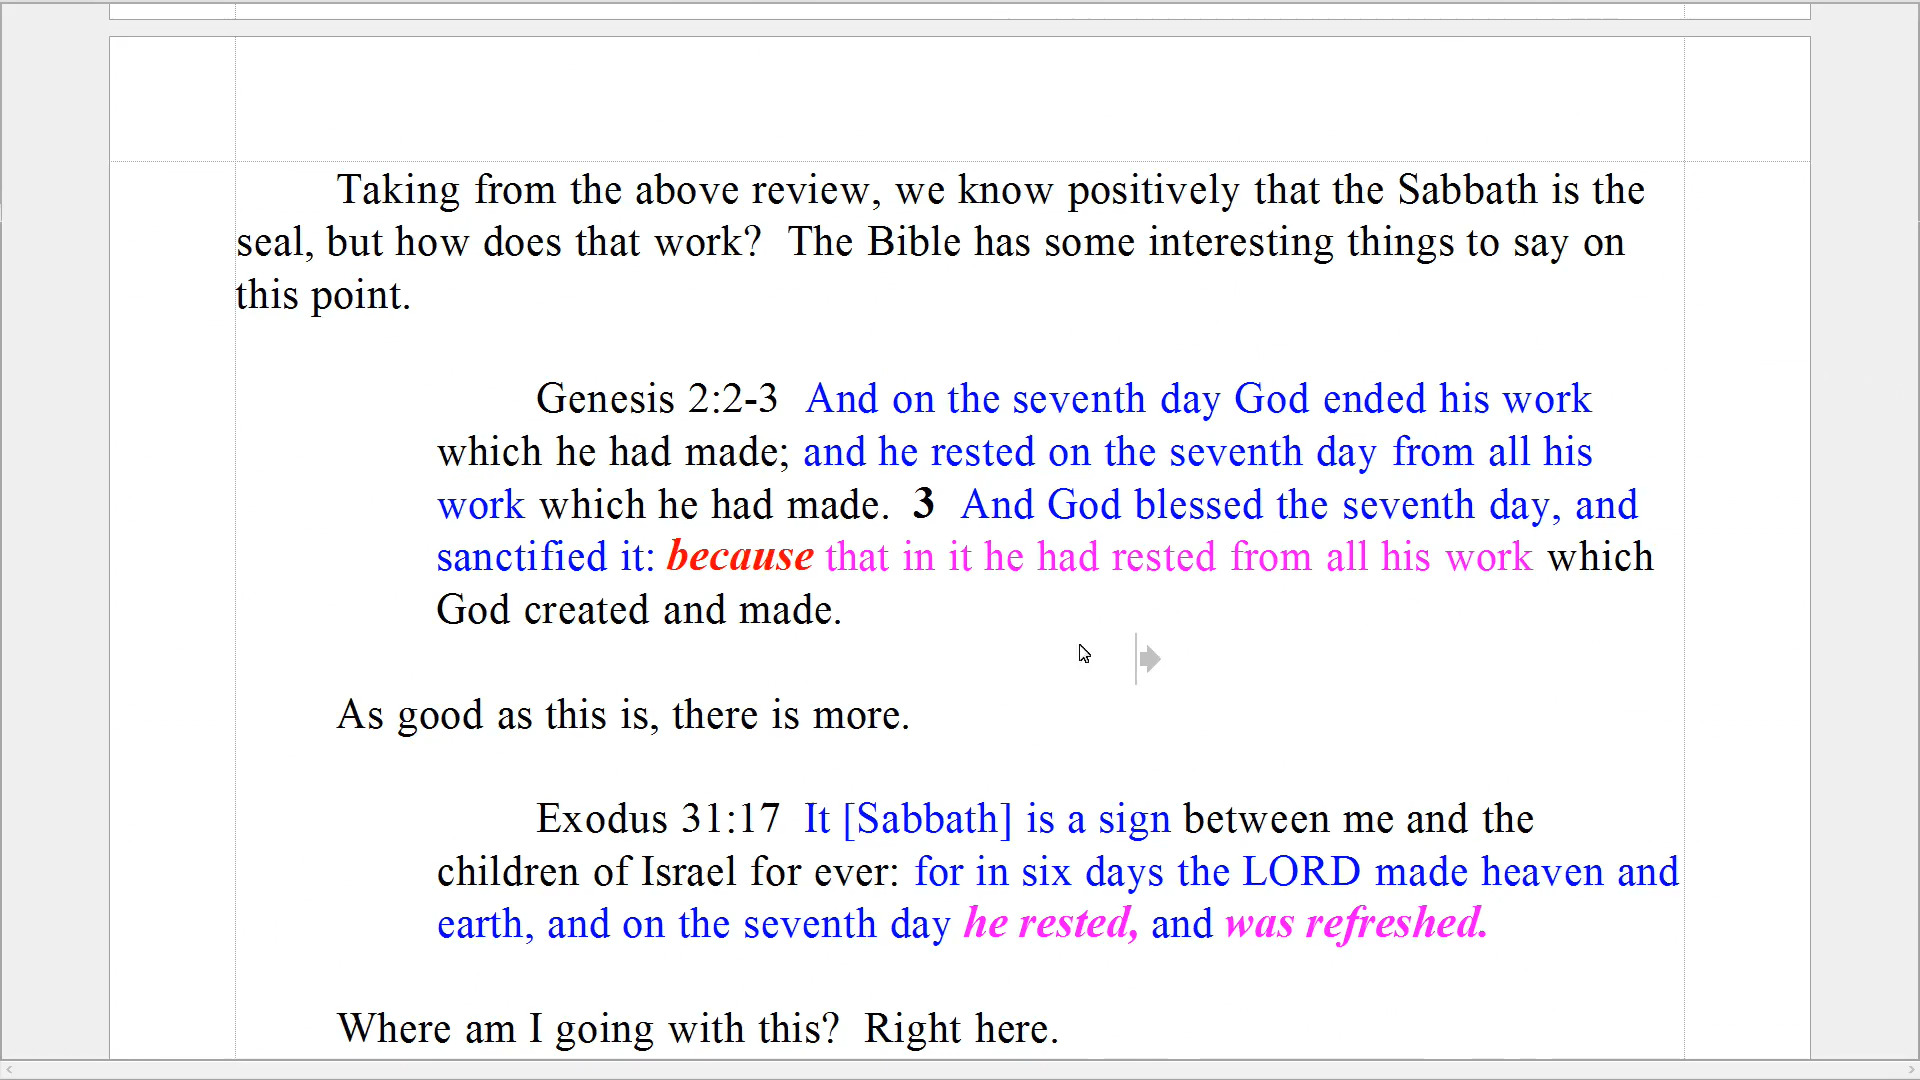 Taking from the above review, we know positively that the Sabbath is the
seal, but how does that work?  The Bible has some interesting things to say on
this point.
Genesis 2:2-3  And on the seventh day God ended his work
which he had made; and he rested on the seventh day from all his
work which he had made.  3  And God blessed the seventh day, and
sanctified it: because that in it he had rested from all his work which
God created and made.
As good as this is, there is more.
Exodus 31:17  It [Sabbath] is a sign between me and the
children of Israel for ever: for in six days the LORD made heaven and
earth, and on the seventh day he rested, and was refreshed.
Where am I going with this?  Right here.